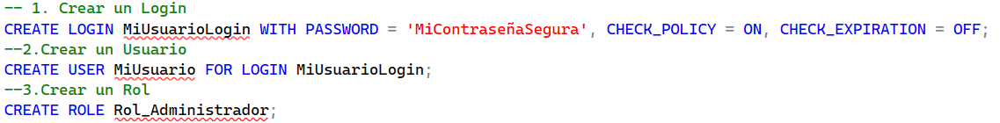 -- 1. Crear un Login
CREATE LOGIN MiUsuarioLogin WITH PASSWORD = 'MiContraseñaSegura', CHECK_POLICY = ON, CHECK_EXPIRATION = OFF;
--2.Crear un Usuario
CREATE USER MiUsuario FOR LOGIN MiUsuarioLogin;
--3.Crear un Rol
CREATE ROLE Rol_Administrador;